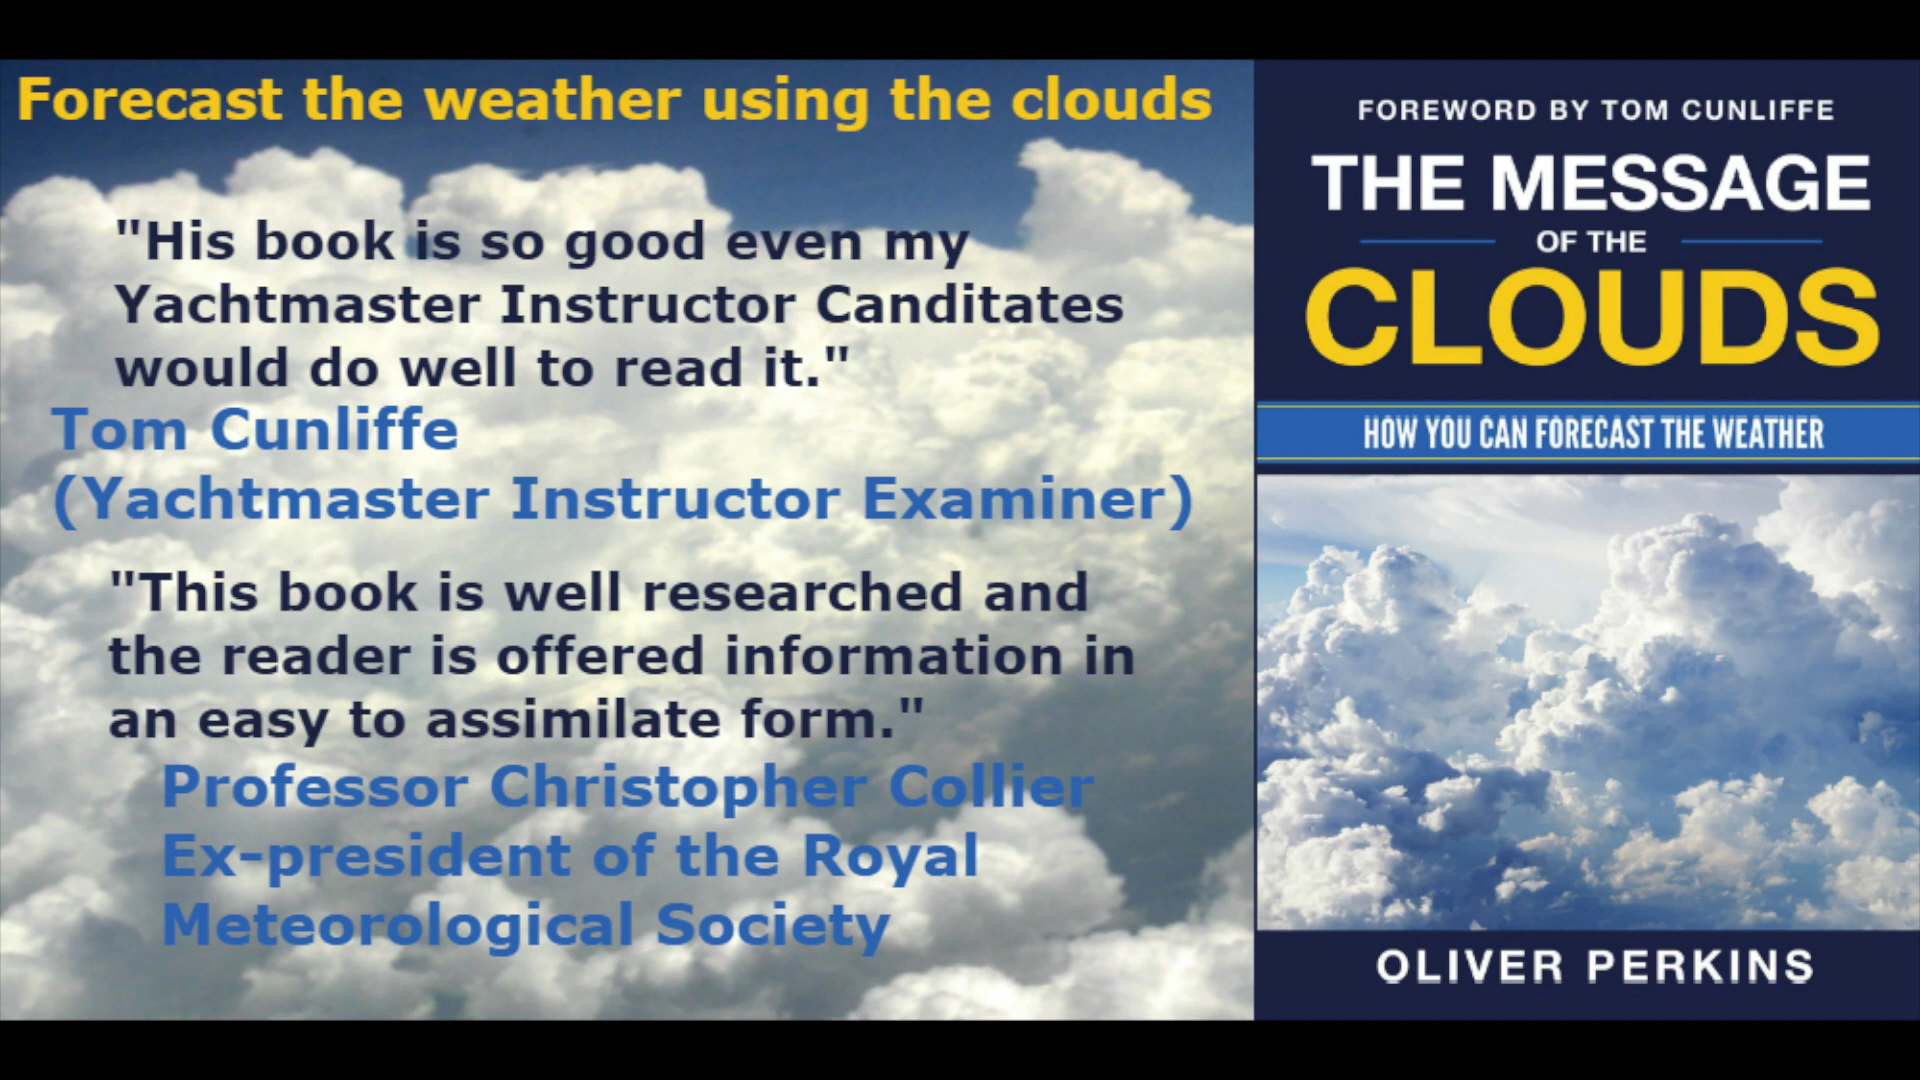 Forecast the weather using the clouds
"His book is so good even my
Yachtmaster Instructor Canditates
would do well to read it."
Tom Cunliffe
(Yachtmaster Instructor Examiner)
"This book is well researched and
the reader is offered information in
an easy to assimilate form."
Professor Christopher Collier
Ex-president of the Royal
Meteorological Society
FOREWORD BY TOM CUNLIFFE
THE MESSAGE
OF THE
CLOUDS
HOW YOU CAN FORECAST THE WEATHER
OLIVER PERKINS